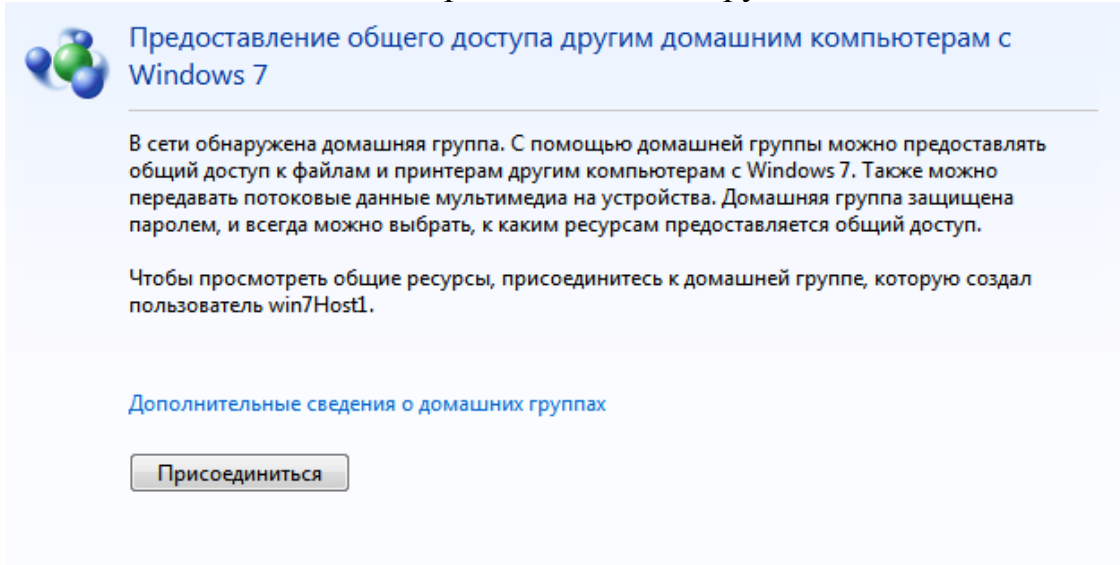 Предоставление общего доступа другим домашним компьютерам с
Windows 7
В сети обнаружена домашняя группа. С помощью домашней группы можно предоставлять
общий доступ к файлам и принтерам другим компьютерам с Windows 7. Также можно
передавать потоковые данные мультимедиа на устройства. Домашняя группа защищена
паролем, и всегда можно выбрать, к каким ресурсам предоставляется общий доступ.
Чтобы просмотреть общие ресурсы, присоединитесь к домашней группе, которую создал
пользователь win7Host1.
Дополнительные сведения о домашних группах
Присоединиться